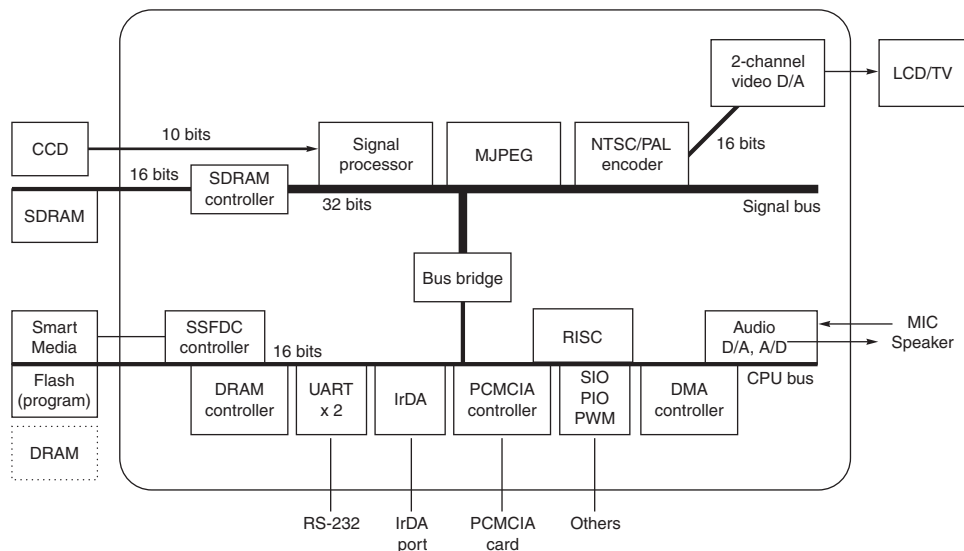 2-channel
video D/A
LCD/TV
CCD
10 bits
Signal
processor
MJPEG
NTSC/PAL
encoder
16 bits
16 bits
SDRAM
controller
32 bits
Signal bus
SDRAM
Bus bridge
Smart
Media
SSFDC
controller
16 bits
RISC
Audio
D/A, A/D
MIC
Speaker
CPU bus
Flash
(program)
DRAM
controller
UART
x 2
IrDA
PCMCIA
controller
SIO
PIO
PWM
DMA
controller
DRAM
RS-232
IrDA
port
PCMCIA
card
Others